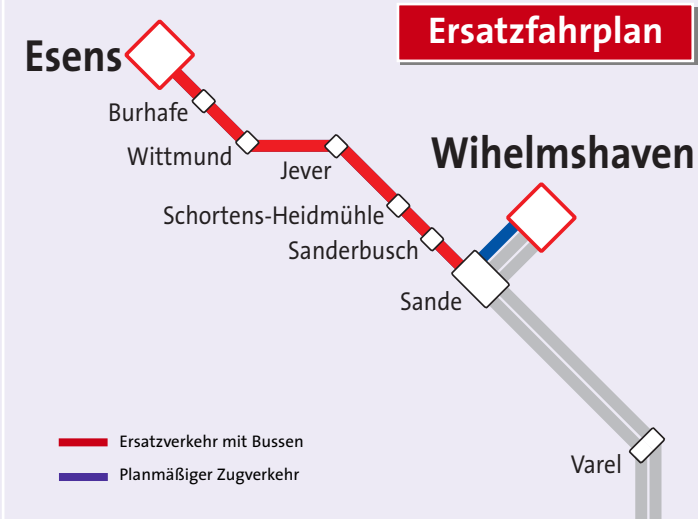 Ersatzfahrplan
Esens
Burhafe
Wittmund
Jever
Wihelmshaven
Schortens-Heidmühle
Sanderbusch
Sande
Varel
Ersatzverkehr mit Bussen
Planmäßiger Zugverkehr